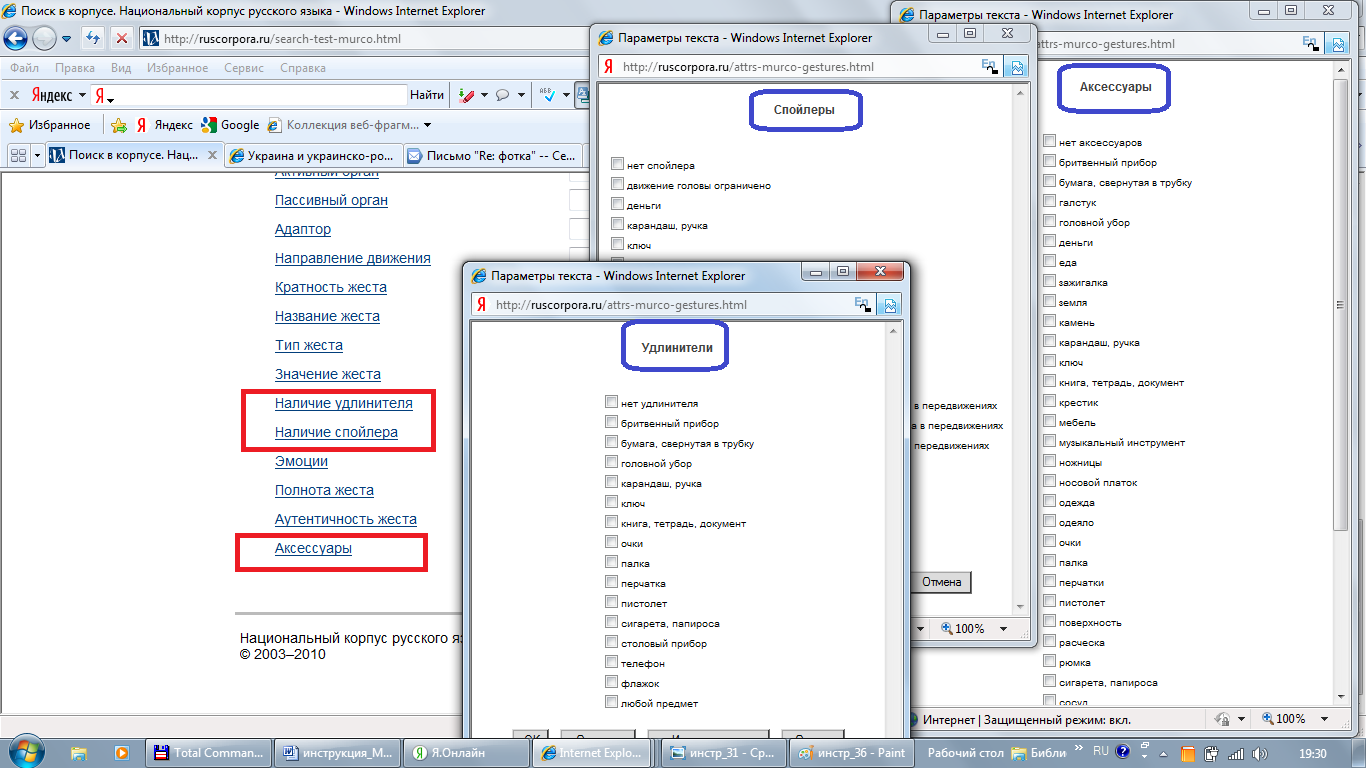 Поиск в корпусе. Национальный корпус русского языка - Windows Internet Explorer
http://ruscorpora.ru/search-test-murco.html
Файл Правка Вид Избранное Сервис Справка
Яндекс Я Найти
Избранное Я Яндекс Google Коллекция веб-фрагм...
Поиск в корпусе. Нац... Украина и украинско-ро... Письмо "Re: фотка" -- Се...
Активный орган
Пассивный орган
Адаптор
Направление движения
Кратность жеста
Название жеста
Тип жеста
Значение жеста
Наличие удлинителя
Наличие спойлера
Эмоции
Полнота жеста
Аутентичность жеста
Аксессуары
Национальный корпус русского
© 2003–2010
Параметры текста - Windows Internet Explorer
Я http://ruscorpora.ru/attrs-murco-gestures.html En
Спойлеры
нет спойлера
движение головы ограничено
деньги
карандаш, ручка
ключ
в передвижениях
а в передвижениях
передвижениях
Отмена
100%
Параметры текста - Windows Internet Explorer
Я http://ruscorpora.ru/attrs-murco-gestures.html En
Удлинители
нет удлинителя
бритвенный прибор
бумага, свернутая в трубку
головной убор
карандаш, ручка
ключ
книга, тетрадь, документ
очки
палка
перчатка
пистолет
сигарета, папироса
столовый прибор
телефон
флажок
любой предмет
OK
Параметры текста - Windows Internet Explorer
attrs-murco-gestures.html En
Аксессуары
нет аксессуаров
бритвенный прибор
бумага, свернутая в трубку
галстук
головной убор
деньги
еда
зажигалка
земля
камень
карандаш, ручка
ключ
книга, тетрадь, документ
крестик
мебель
музыкальный инструмент
ножницы
носовой платок
одежда
одеяло
очки
палка
перчатки
пистолет
поверхность
расческа
рюмка
сигарета, папироса
сосуд
Интернет | Защищенный режим: вкл. 100%
Total Comman... инструкция_М... Я.Онлайн Internet Explo... инстр_31 - Ср... инстр_36 - Paint Рабочий стол Библи » RU 19:30